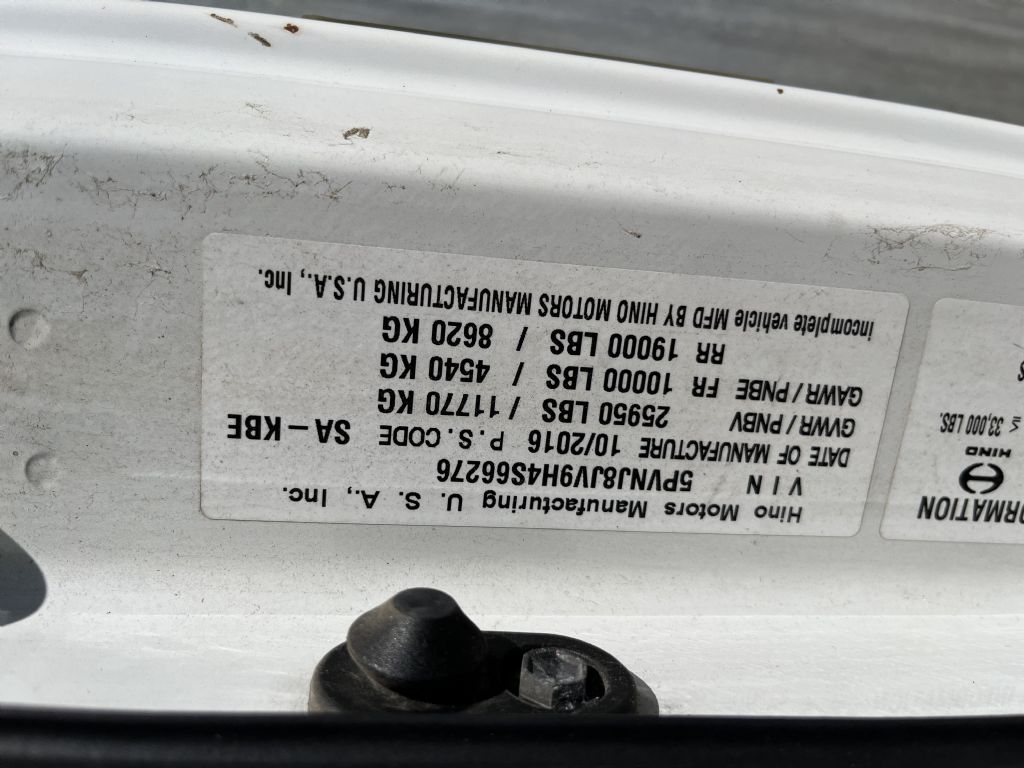 Hino Motors Manufacturing U. S. A., Inc.
VIN 5PVNJ8JV9H4S66276
DATE OF MANUFACTURE 10/2016 P.S.CODE SA-KBE
GVWR/PNBV 25950 LBS / 11770 KG
GAWR/PNBE FR 10000 LBS / 4540 KG
RR 19000 LBS / 8620 KG
incomplete vehicle MFD BY HINO MOTORS MANUFACTURING U.S.A., Inc.
HINO
≤ 33,000 LBS.